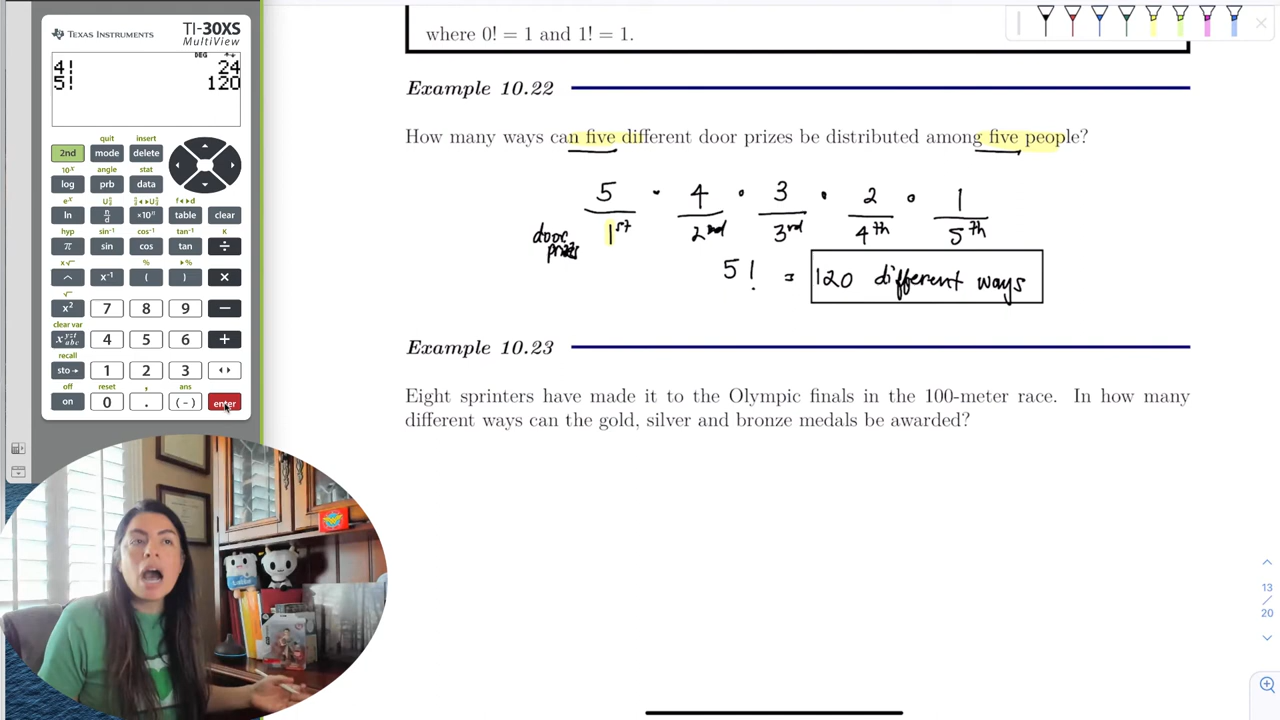 TEXAS INSTRUMENTS
TI-30XS
MultiView
DEG
4! 24
5! 120
quit insert
2nd mode delete
10ˣ angle stat
log prb data
eˣ
ln n/d ×10ⁿ table clear
hyp sin⁻¹ cos⁻¹ tan⁻¹ K
π sin cos tan ÷
% 
^ x⁻¹ ( ) ×
√
x² 7 8 9 −
clear var
4 5 6 +
recall
sto→ 1 2 3
off reset , ans
on 0 . (-) enter
where 0! = 1 and 1! = 1.
Example 10.22
How many ways can five different door prizes be distributed among five people?
5 · 4 · 3 · 2 · 1
door prizes 1st 2nd 3rd 4th 5th
5! = 120 different ways
Example 10.23
Eight sprinters have made it to the Olympic finals in the 100-meter race. In how many
different ways can the gold, silver and bronze medals be awarded?
13
/
20